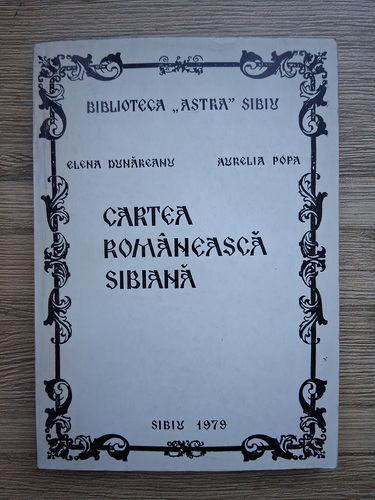 BIBLIOTECA „ASTRA” SIBIU
ELENA DUNĂREANU AURELIA POPA
CARTEA
ROMÂNEASCĂ
SIBIANĂ
SIBIU 1979